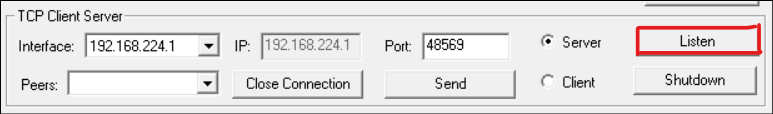 TCP Client Server
Interface: 192.168.224.1 IP: 192.168.224.1 Port: 48569 Server Listen
Peers: Close Connection Send Client Shutdown